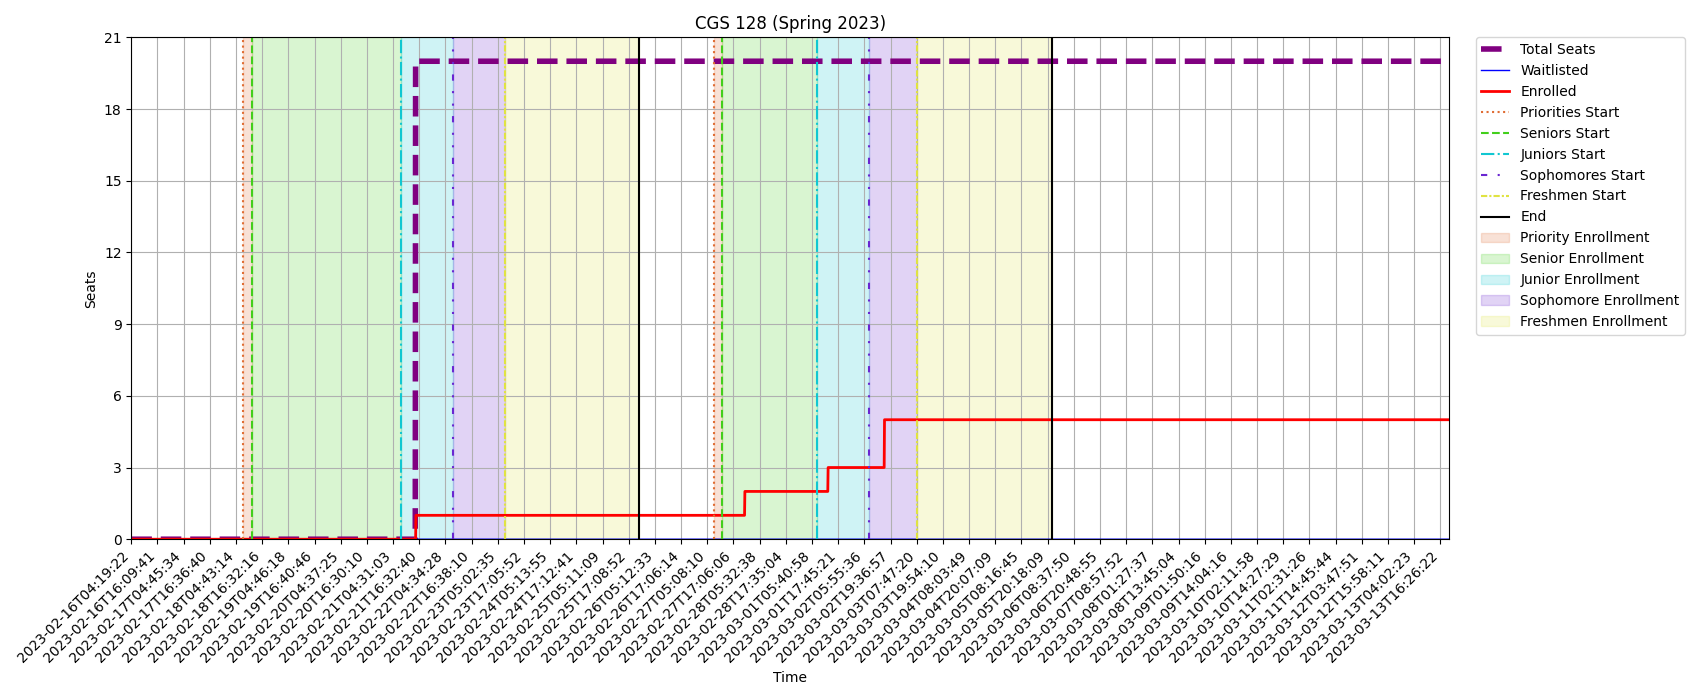 CGS 128 (Spring 2023)
21
18
15
12
9
6
3
0
Seats
2023-02-16T04:19:22
2023-02-16T16:09:41
2023-02-17T04:45:34
2023-02-17T16:36:40
2023-02-18T04:43:14
2023-02-18T16:32:16
2023-02-19T04:46:18
2023-02-19T16:40:46
2023-02-20T04:37:25
2023-02-20T16:30:10
2023-02-21T04:31:03
2023-02-21T16:32:40
2023-02-22T04:34:28
2023-02-22T16:38:10
2023-02-23T05:02:35
2023-02-23T17:05:52
2023-02-24T05:13:55
2023-02-24T17:12:41
2023-02-25T05:11:09
2023-02-25T17:08:52
2023-02-26T05:12:33
2023-02-26T17:06:14
2023-02-27T05:08:10
2023-02-27T17:06:06
2023-02-28T05:32:38
2023-02-28T17:35:04
2023-03-01T05:40:58
2023-03-01T17:45:21
2023-03-02T05:55:36
2023-03-02T19:36:57
2023-03-03T07:47:20
2023-03-03T19:54:10
2023-03-04T08:03:49
2023-03-04T20:07:09
2023-03-05T08:16:45
2023-03-05T20:18:09
2023-03-06T08:37:50
2023-03-06T20:48:55
2023-03-07T08:57:52
2023-03-08T01:27:37
2023-03-08T13:45:04
2023-03-09T01:50:16
2023-03-09T14:04:16
2023-03-10T02:11:58
2023-03-10T14:27:29
2023-03-11T02:31:26
2023-03-11T14:45:44
2023-03-12T03:47:51
2023-03-12T15:58:11
2023-03-13T04:02:23
2023-03-13T16:26:22
Time
Total Seats
Waitlisted
Enrolled
Priorities Start
Seniors Start
Juniors Start
Sophomores Start
Freshmen Start
End
Priority Enrollment
Senior Enrollment
Junior Enrollment
Sophomore Enrollment
Freshmen Enrollment